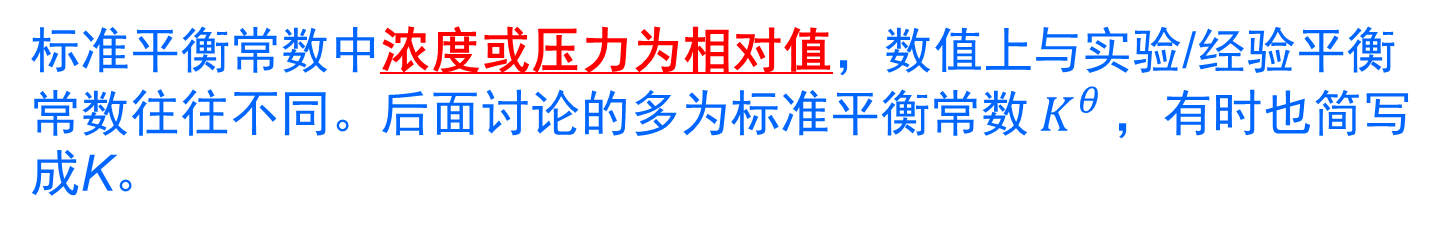 标准平衡常数中浓度或压力为相对值，数值上与实验/经验平衡
常数往往不同。后面讨论的多为标准平衡常数 K^θ ，有时也简写
成K。